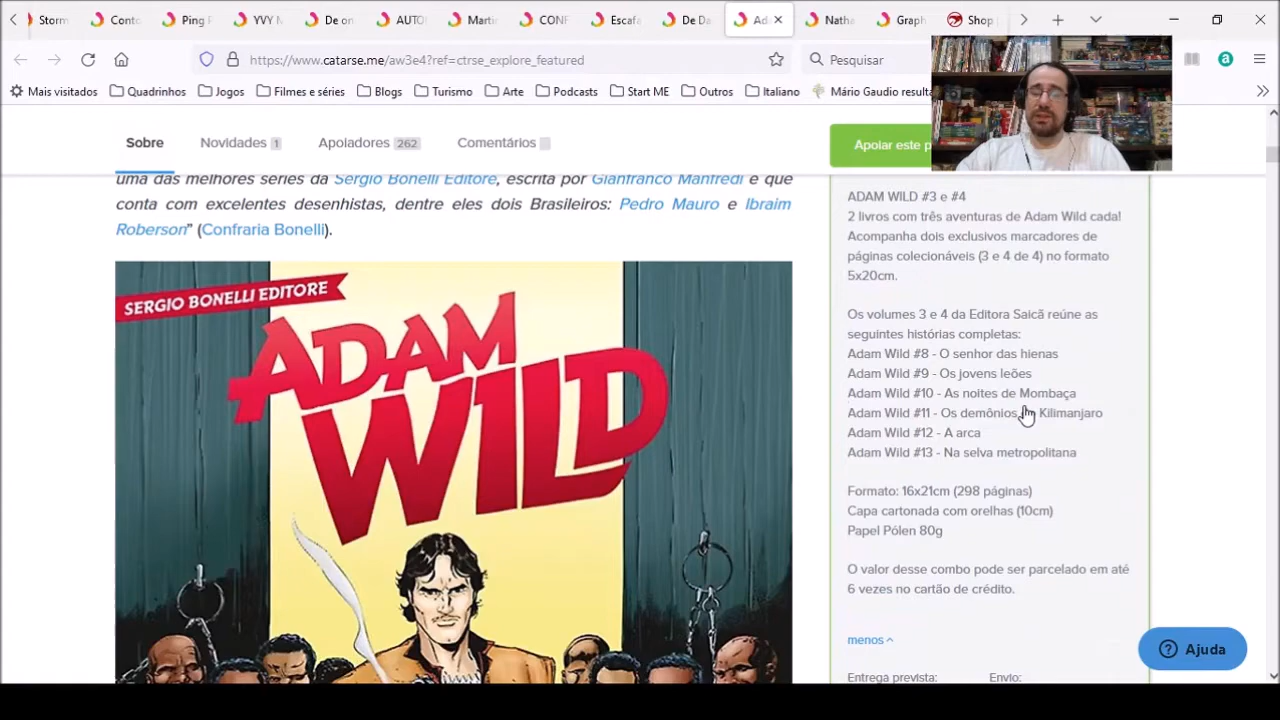 Storm
Conto
Ping F
YVY M
De on
AUTO
Marti
CONF
Escafa
De Da
Ad
Natha
Graph
Shop
https://www.catarse.me/aw3e4?ref=ctrse_explore_featured
Pesquisar
a
Mais visitados
Quadrinhos
Jogos
Filmes e série
Blogs
Turismo
Arte
Podcasts
Start ME
Outros
Italiano
Mário Gaudio resulta
Sobre
Novidades 1
Apoiadores 262
Comentários
Apoiar este p
uma das melhores séries da Sergio Bonelli Editore, escrita por Gianfranco Manfredi e que
conta com excelentes desenhistas, dentre eles dois Brasileiros: Pedro Mauro e Ibraim
Roberson” (Confraria Bonelli).
SERGIO BONELLI EDITORE
ADAM
WILD
ADAM WILD #3 e #4
2 livros com três aventuras de Adam Wild cada!
Acompanha dois exclusivos marcadores de
páginas colecionáveis (3 e 4 de 4) no formato
5x20cm.
Os volumes 3 e 4 da Editora Saicã reúne as
seguintes histórias completas:
Adam Wild #8 - O senhor das hienas
Adam Wild #9 - Os jovens leões
Adam Wild #10 - As noites de Mombaça
Adam Wild #11 - Os demônios Kilimanjaro
Adam Wild #12 - A arca
Adam Wild #13 - Na selva metropolitana
Formato: 16x21cm (298 páginas)
Capa cartonada com orelhas (10cm)
Papel Pólen 80g
O valor desse combo pode ser parcelado em até
6 vezes no cartão de crédito.
menos
Entrega prevista:
Envio:
Ajuda